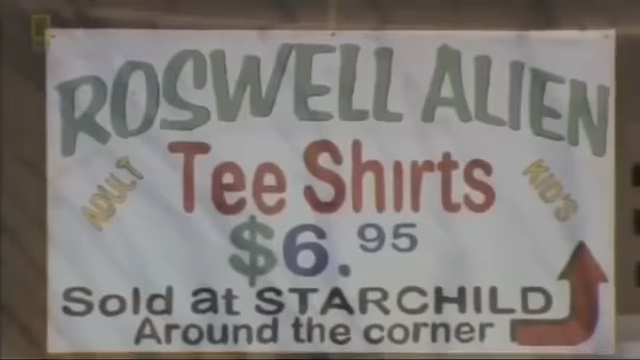 ROSWELL ALIEN
ADULT Tee Shirts KID'S
$6.95
Sold at STARCHILD
Around the corner